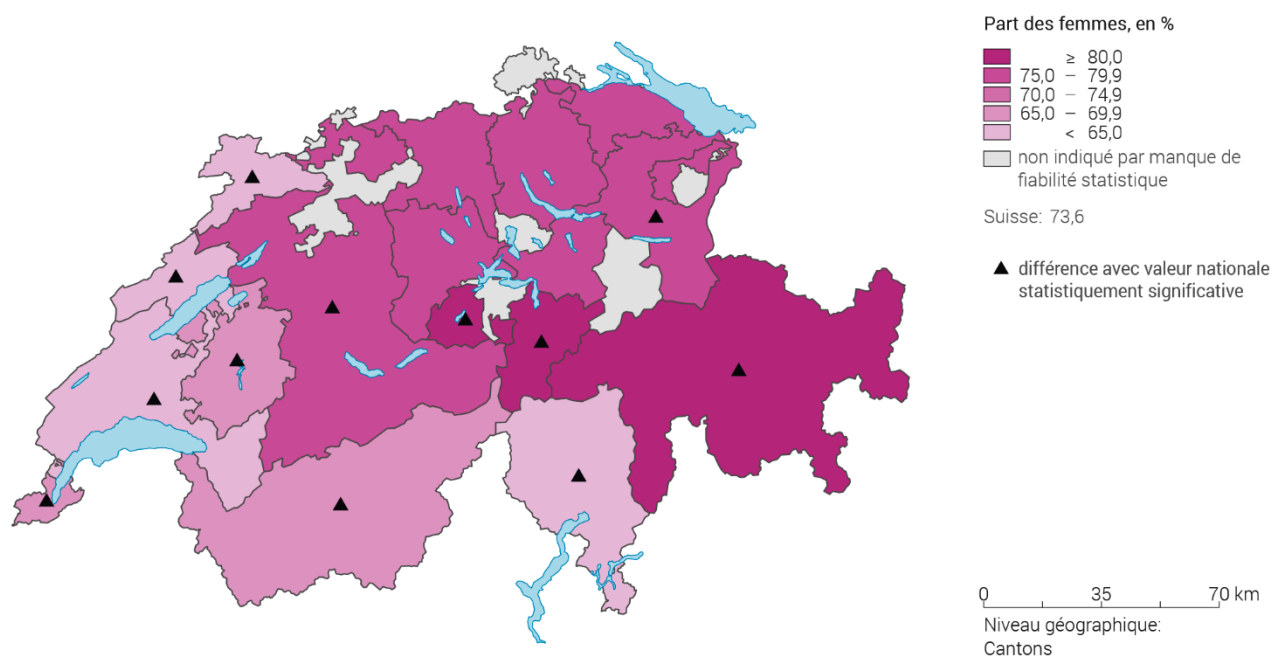 Part des femmes, en %
≥ 80,0
75,0 – 79,9
70,0 – 74,9
65,0 – 69,9
< 65,0
non indiqué par manque de
fiabilité statistique
Suisse: 73,6
différence avec valeur nationale
statistiquement significative
0 35 70 km
Niveau géographique:
Cantons